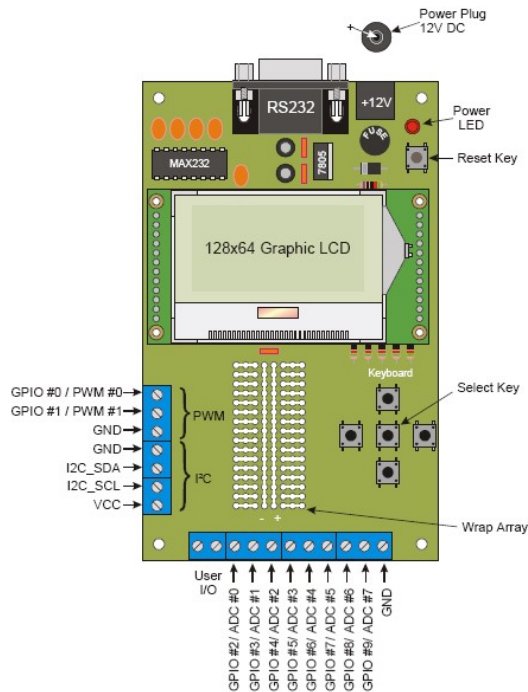 Power Plug
12V DC
+
RS232
+12V
Power
LED
FUSE
Reset Key
MAX232
7805
128x64 Graphic LCD
Keyboard
GPIO #0 / PWM #0
GPIO #1 / PWM #1
GND
PWM
GND
I2C_SDA
I2C_SCL
VCC
I²C
Select Key
- +
Wrap Array
User
I/O
GPIO #2/ ADC #0
GPIO #3/ ADC #1
GPIO #4/ ADC #2
GPIO #5/ ADC #3
GPIO #6/ ADC #4
GPIO #7/ ADC #5
GPIO #8/ ADC #6
GPIO #9/ ADC #7
GND